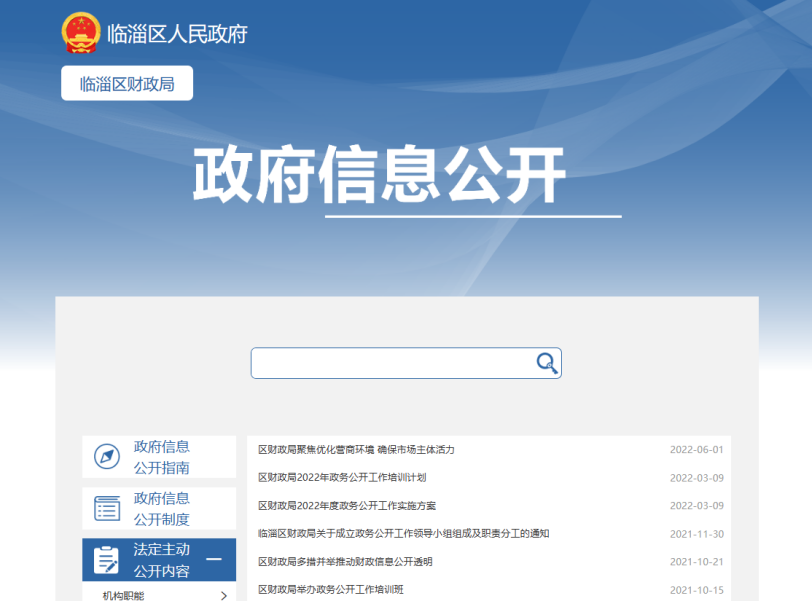 临淄区人民政府
临淄区财政局
政府信息公开
政府信息
公开指南
政府信息
公开制度
法定主动
公开内容
机构职能
区财政局聚焦优化营商环境 确保市场主体活力 2022-06-01
区财政局2022年政务公开工作培训计划 2022-03-09
区财政局2022年度政务公开工作实施方案 2022-03-09
临淄区财政局关于成立政务公开工作领导小组组成及职责分工的通知 2021-11-30
区财政局多措并举推动财政信息公开透明 2021-10-21
区财政局举办政务公开工作培训班 2021-10-15